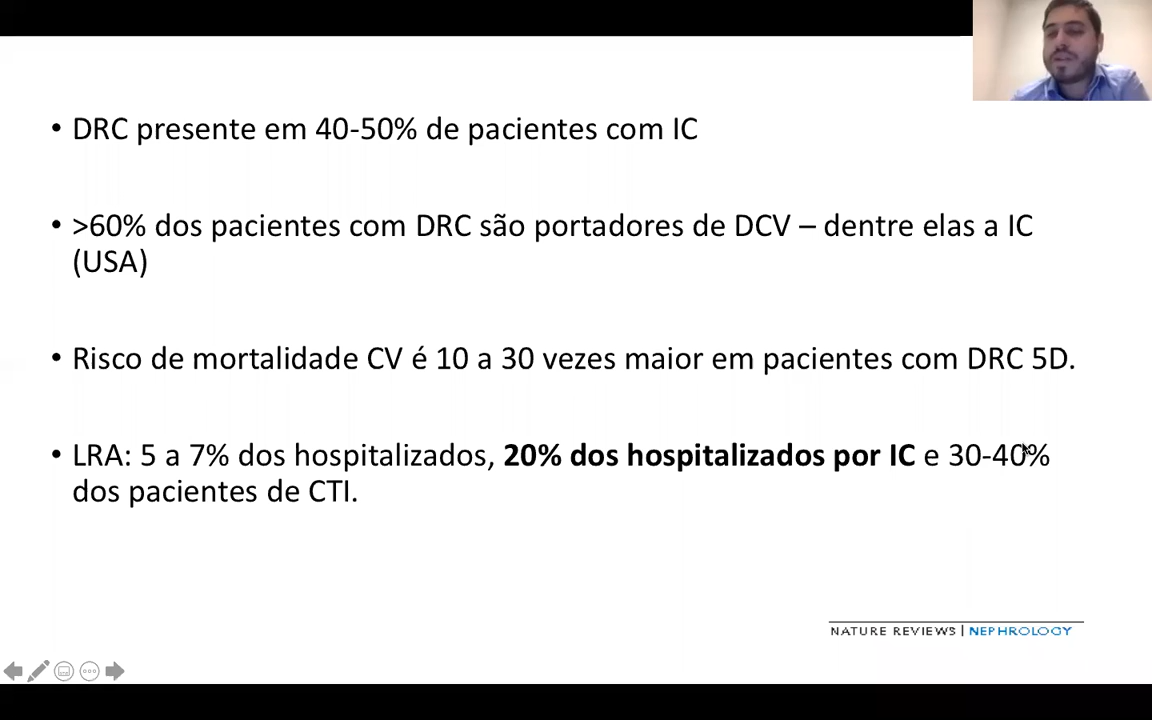 • DRC presente em 40-50% de pacientes com IC
• >60% dos pacientes com DRC são portadores de DCV – dentre elas a IC
(USA)
• Risco de mortalidade CV é 10 a 30 vezes maior em pacientes com DRC 5D.
• LRA: 5 a 7% dos hospitalizados, 20% dos hospitalizados por IC e 30-40%
dos pacientes de CTI.
NATURE REVIEWS | NEPHROLOGY